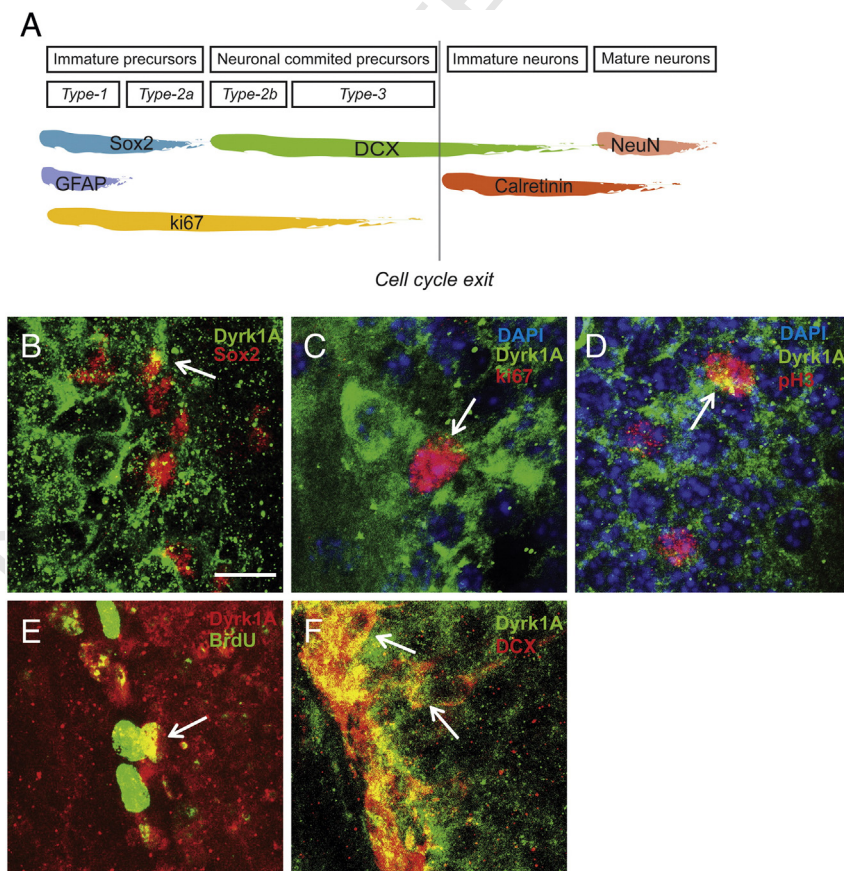 A
Immature precursors Neuronal commited precursors Immature neurons Mature neurons
Type-1 Type-2a Type-2b Type-3
Sox2 DCX NeuN
GFAP Calretinin
ki67
Cell cycle exit
B Dyrk1A
Sox2
C DAPI
Dyrk1A
ki67
D DAPI
Dyrk1A
pH3
E Dyrk1A
BrdU
F Dyrk1A
DCX